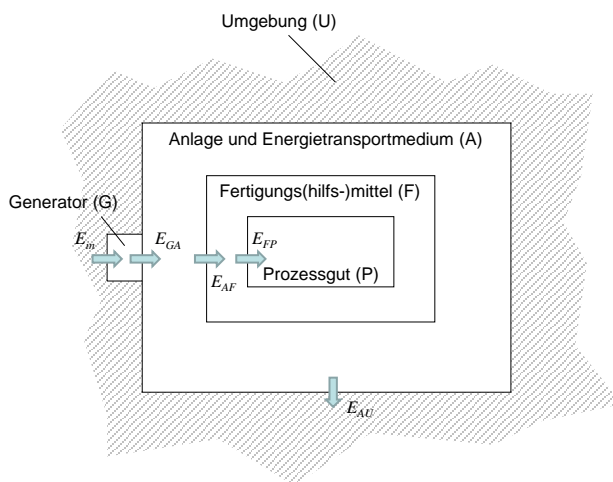 Umgebung (U)
Anlage und Energietransportmedium (A)
Fertigungs(hilfs-)mittel (F)
Generator (G)
E_in
E_GA
E_FP
E_AF
Prozessgut (P)
E_AU